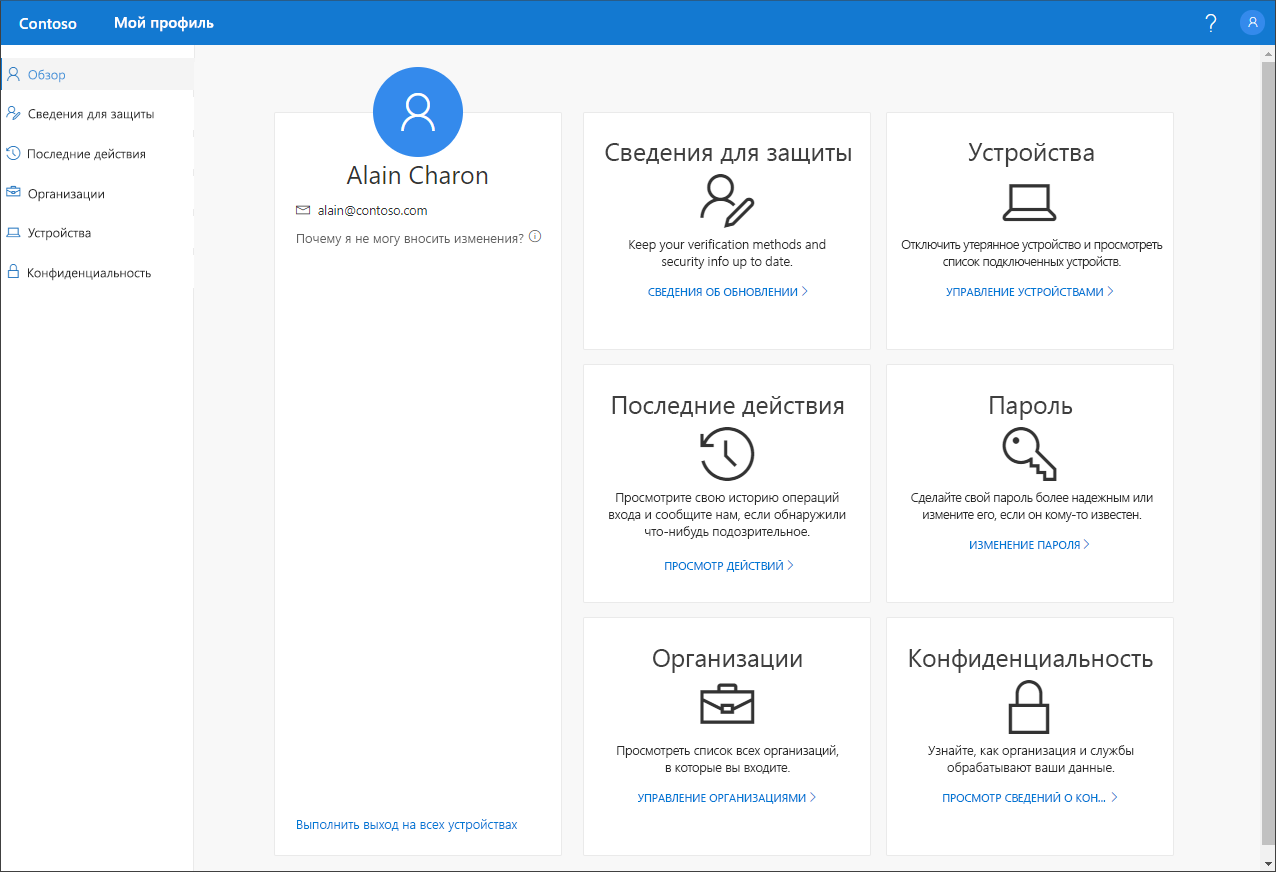 Contoso
Мой профиль
?
Обзор
Сведения для защиты
Последние действия
Организации
Устройства
Конфиденциальность
Alain Charon
alain@contoso.com
Почему я не могу вносить изменения?
Выполнить выход на всех устройствах
Сведения для защиты
Keep your verification methods and
security info up to date.
СВЕДЕНИЯ ОБ ОБНОВЛЕНИИ
Устройства
Отключить утерянное устройство и просмотреть
список подключенных устройств.
УПРАВЛЕНИЕ УСТРОЙСТВАМИ
Последние действия
Просмотрите свою историю операций
входа и сообщите нам, если обнаружили
что-нибудь подозрительное.
ПРОСМОТР ДЕЙСТВИЙ
Пароль
Сделайте свой пароль более надежным или
измените его, если он кому-то известен.
ИЗМЕНЕНИЕ ПАРОЛЯ
Организации
Просмотреть список всех организаций,
в которые вы входите.
УПРАВЛЕНИЕ ОРГАНИЗАЦИЯМИ
Конфиденциальность
Узнайте, как организация и службы
обрабатывают ваши данные.
ПРОСМОТР СВЕДЕНИЙ О КОН...